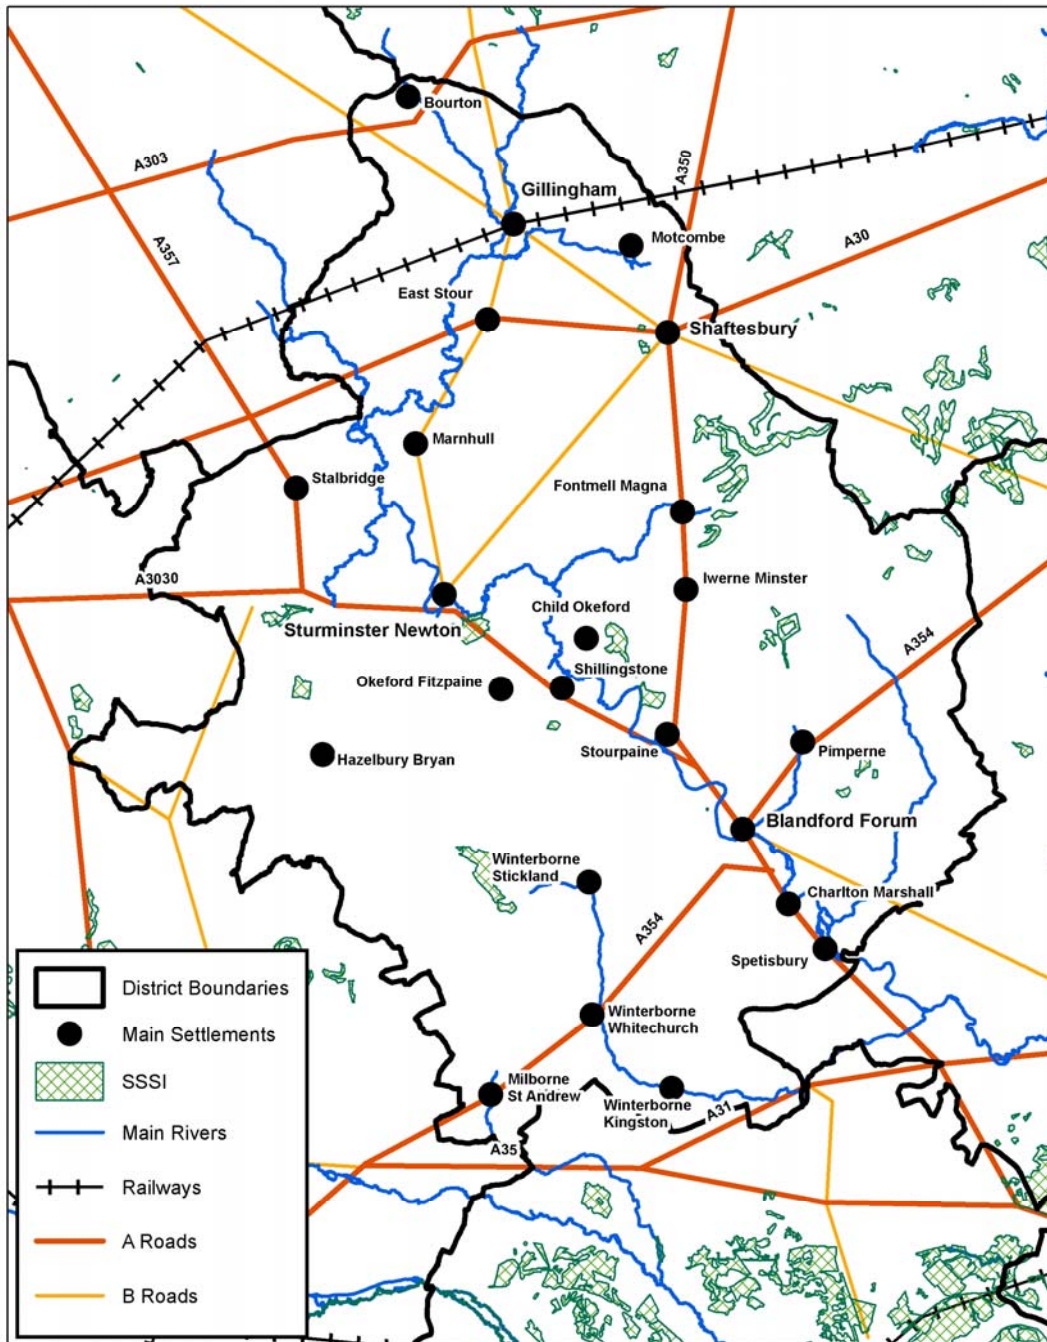 Bourton
A303
A350
Gillingham
Motcombe
A357
A30
East Stour
Shaftesbury
Marnhull
Stalbridge
Fontmell Magna
A3030
Iwerne Minster
Child Okeford
Sturminster Newton
A354
Shillingstone
Okeford Fitzpaine
Stourpaine
Pimperne
Hazelbury Bryan
Blandford Forum
Winterborne
Stickland
Charlton Marshall
A354
Spetisbury
Winterborne
Whitechurch
Milborne
St Andrew
Winterborne
Kingston
A31
A35
District Boundaries
Main Settlements
SSSI
Main Rivers
Railways
A Roads
B Roads